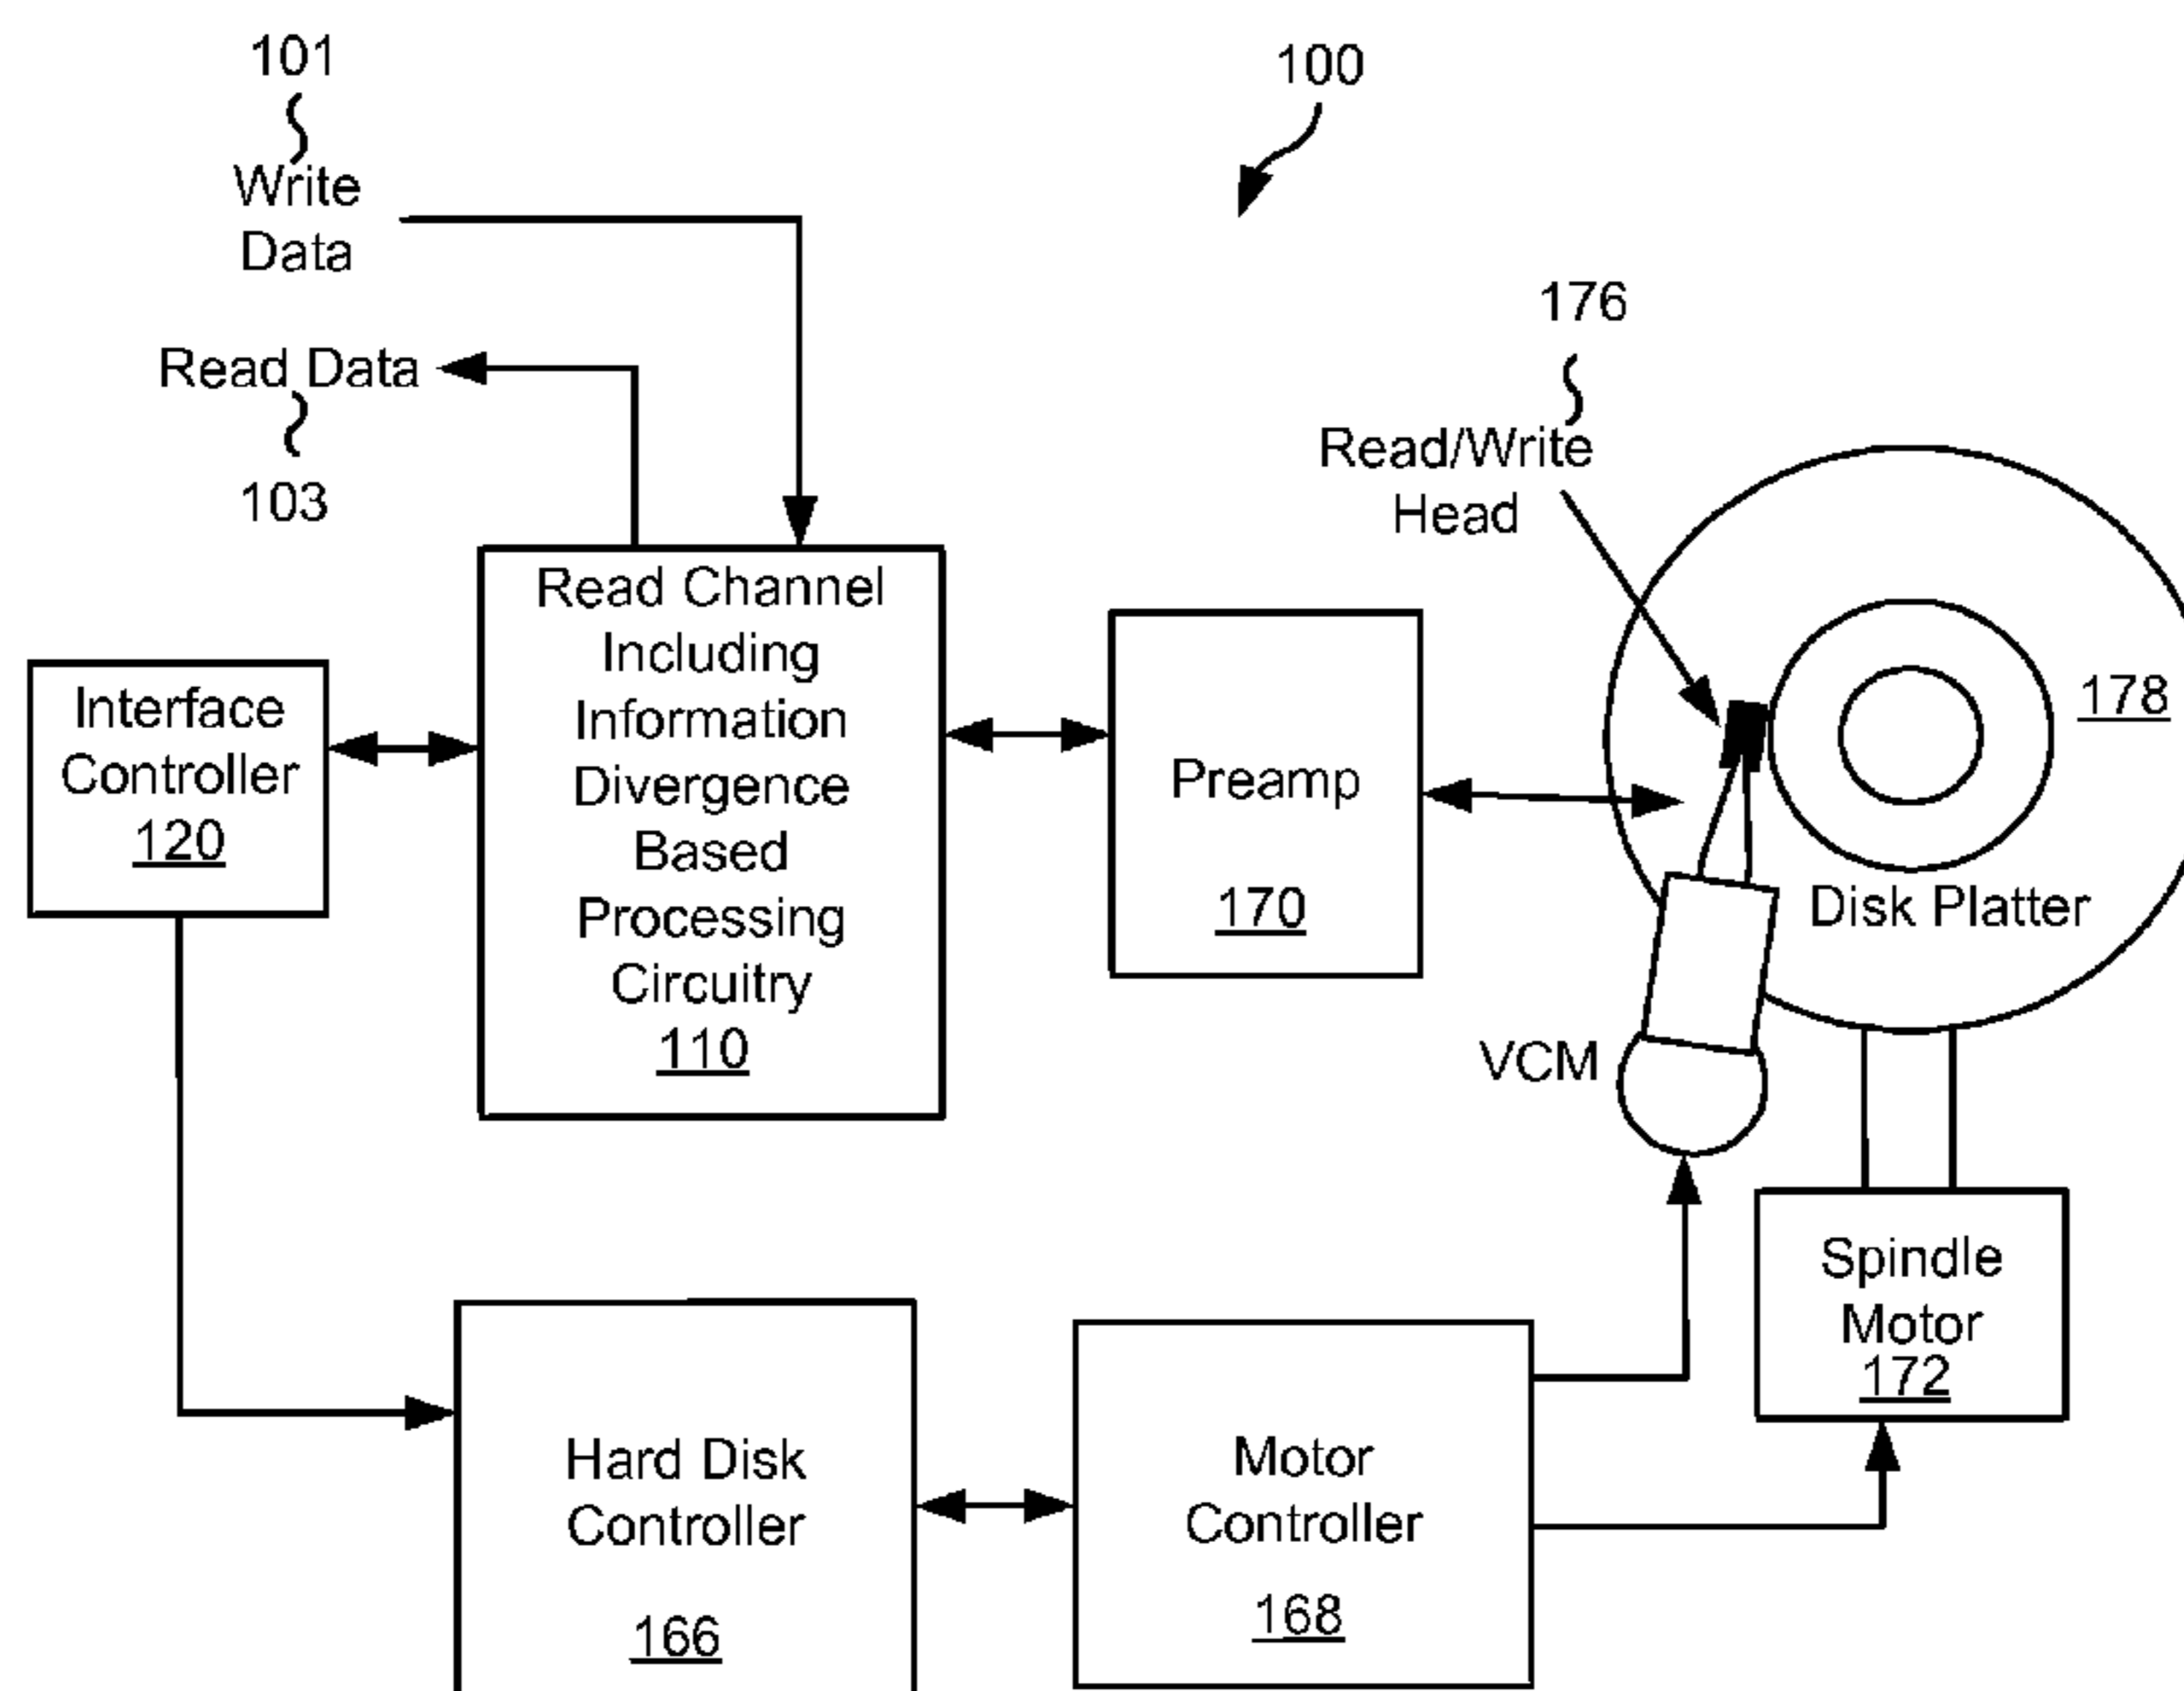 101
Write
Data
100
Read Data
103
176
Read/Write
Head
Read Channel
Including
Information
Divergence
Based
Processing
Circuitry
110
Interface
Controller
120
Preamp
170
178
Disk Platter
VCM
Spindle
Motor
172
Hard Disk
Controller
166
Motor
Controller
168